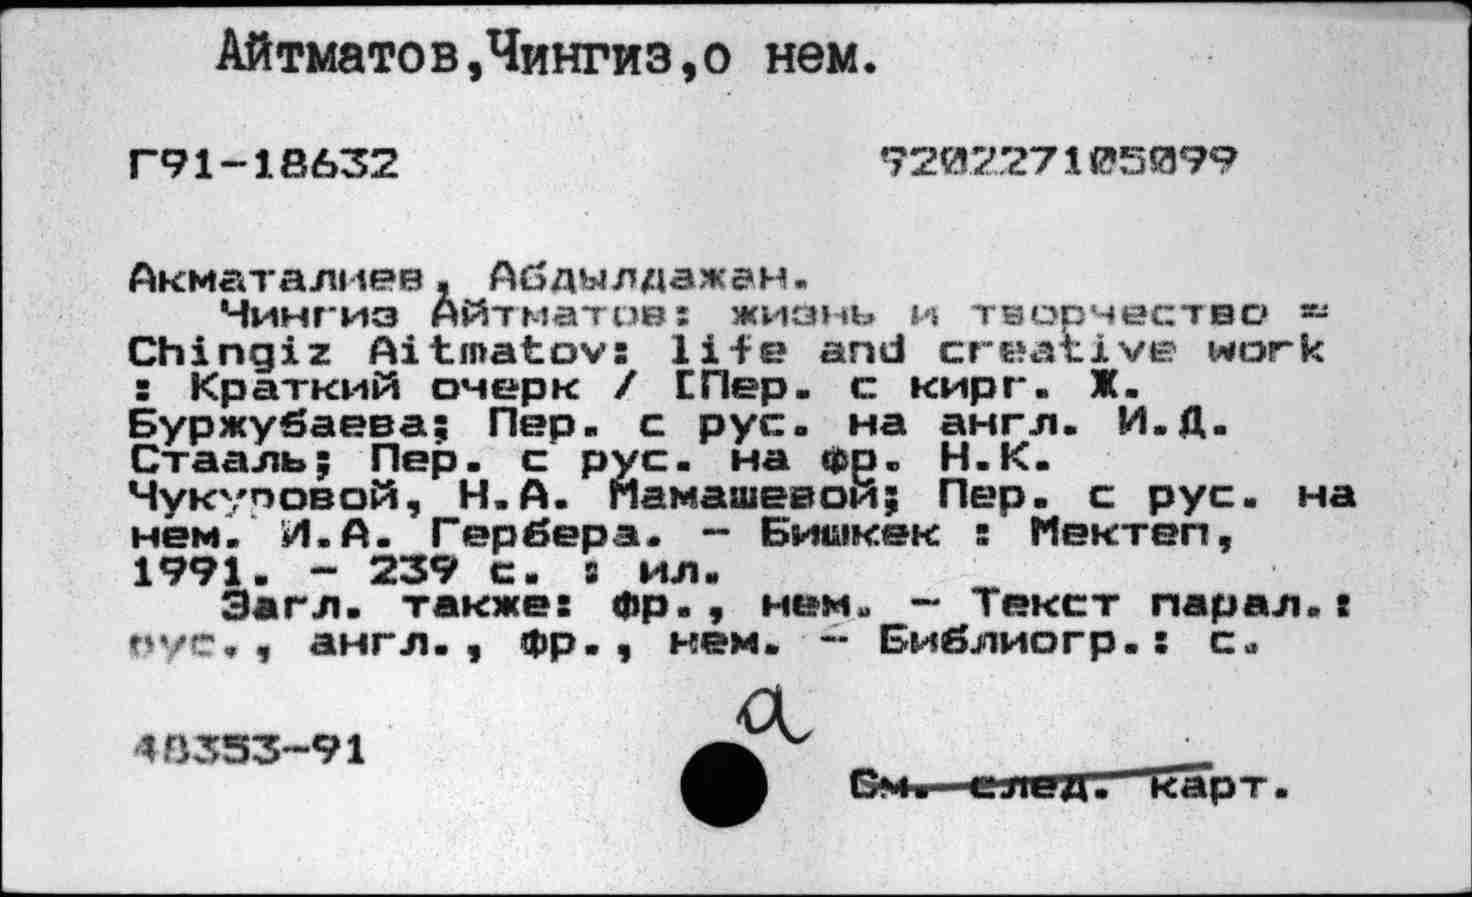 Айтматов,Чингиз,о нем.
Г91-18632
920227105099
Акматалиев, Абдылдажан.
Чингиз Айтматов: жизнь и творчество =
Chingiz Aitmatov: life and creative work
: Краткий очерк / [Пер. с кирг. Ж.
Буржубаева; Пер. с рус. на англ. И.Д.
Стааль; Пер. с рус. на фр. Н.К.
Чукуровой, Н.А. Мамашевой; Пер. с рус. на
нем. И.А. Гербера. - Бишкек : Мектеп,
1991. - 239 с. : ил.
Загл. также: фр., нем. - Текст парал.:
рус., англ., фр., нем. - Библиогр.: с.
a
48353-91
См. след. карт.